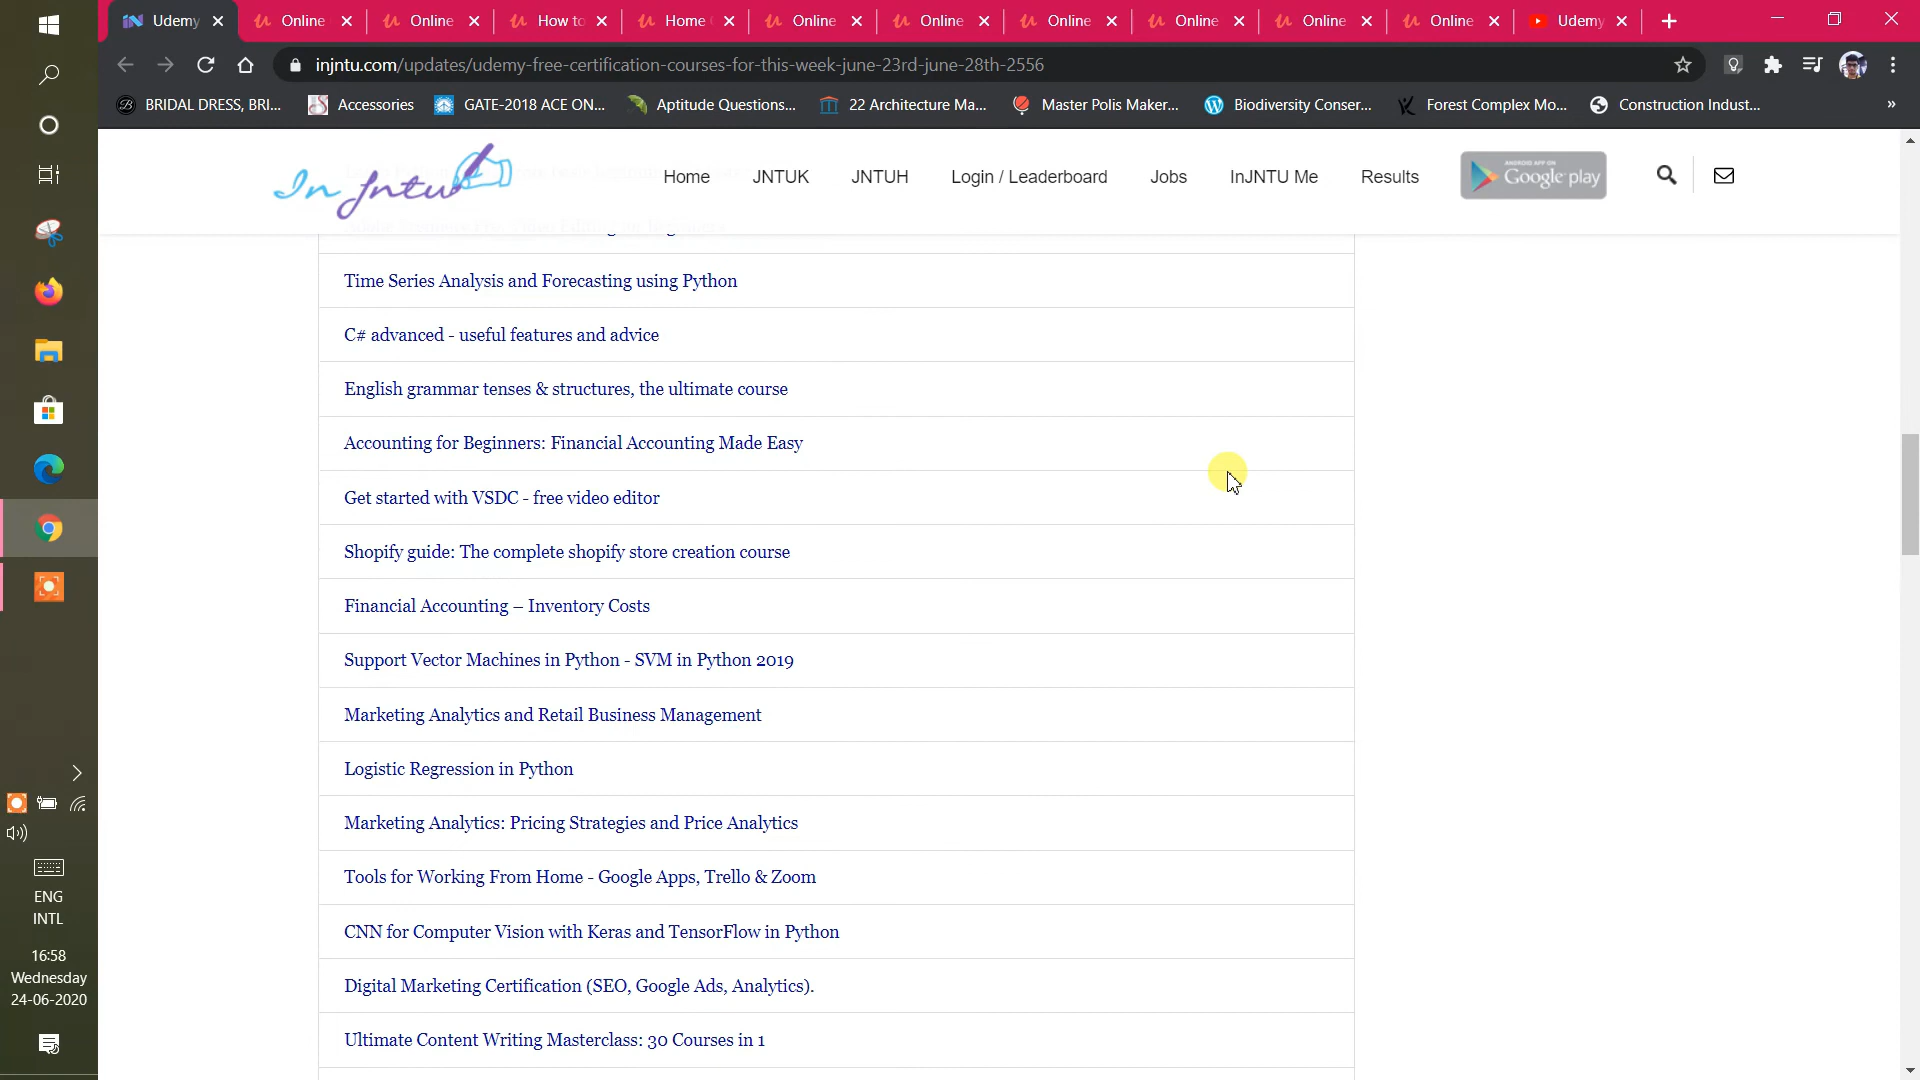 Udemy
Online
Online
How to
Home
Online
Online
Online
Online
Online
Online
Udemy
injntu.com/updates/udemy-free-certification-courses-for-this-week-june-23rd-june-28th-2556
BRIDAL DRESS, BRI...
Accessories
GATE-2018 ACE ON...
Aptitude Questions...
22 Architecture Ma...
Master Polis Maker...
Biodiversity Conser...
Forest Complex Mo...
Construction Indust...
»
In Jntu
Home
JNTUK
JNTUH
Login / Leaderboard
Jobs
InJNTU Me
Results
ANDROID APP ON
Google play
Time Series Analysis and Forecasting using Python
C# advanced - useful features and advice
English grammar tenses & structures, the ultimate course
Accounting for Beginners: Financial Accounting Made Easy
Get started with VSDC - free video editor
Shopify guide: The complete shopify store creation course
Financial Accounting – Inventory Costs
Support Vector Machines in Python - SVM in Python 2019
Marketing Analytics and Retail Business Management
Logistic Regression in Python
Marketing Analytics: Pricing Strategies and Price Analytics
Tools for Working From Home - Google Apps, Trello & Zoom
CNN for Computer Vision with Keras and TensorFlow in Python
Digital Marketing Certification (SEO, Google Ads, Analytics).
Ultimate Content Writing Masterclass: 30 Courses in 1
ENG
INTL
16:58
Wednesday
24-06-2020